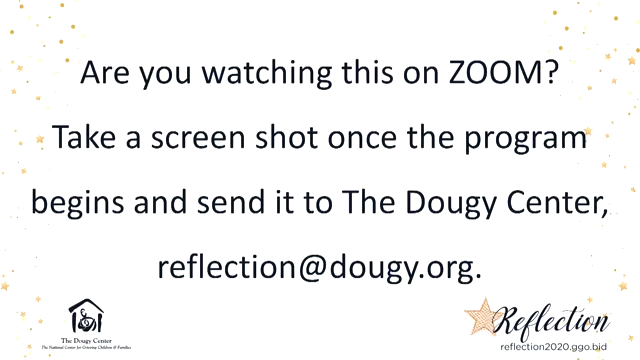 Are you watching this on ZOOM?
Take a screen shot once the program
begins and send it to The Dougy Center,
reflection@dougy.org.
The Dougy Center
The National Center for Grieving Children & Families
Reflection
reflection2020.ggo.bid